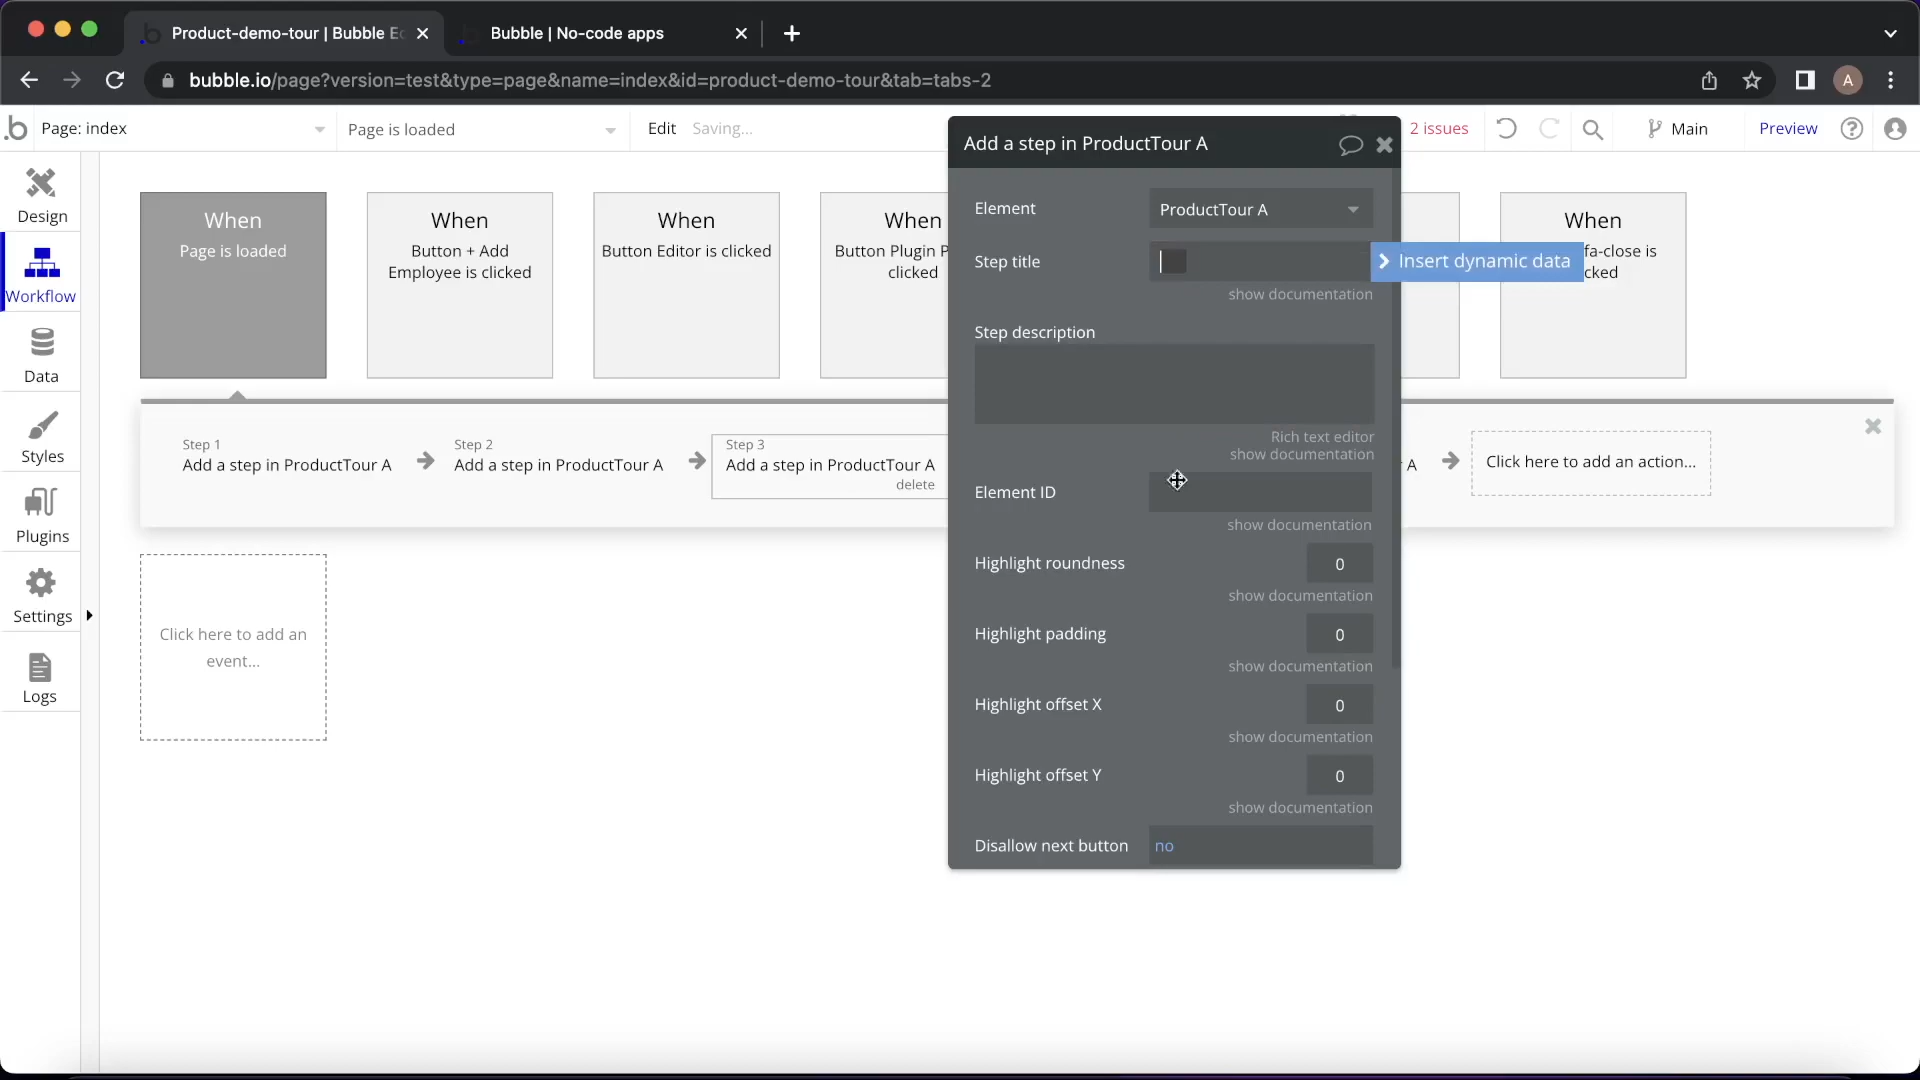 Product-demo-tour | Bubble Ec
Bubble | No-code apps
bubble.io/page?version=test&type=page&name=index&id=product-demo-tour&tab=tabs-2
A
Page: index
Page is loaded
Edit
Saving...
2 issues
Main
Preview
Design
Workflow
Data
Styles
Plugins
Settings
Logs
When
Page is loaded
When
Button + Add
Employee is clicked
When
Button Editor is clicked
When
Button Plugin P
clicked
When
fa-close is
cked
Step 1
Add a step in ProductTour A
Step 2
Add a step in ProductTour A
Step 3
Add a step in ProductTour A
delete
A
Click here to add an action...
Click here to add an
event...
Add a step in ProductTour A
Element
ProductTour A
Step title
Insert dynamic data
show documentation
Step description
Rich text editor
show documentation
Element ID
show documentation
Highlight roundness
0
show documentation
Highlight padding
0
show documentation
Highlight offset X
0
show documentation
Highlight offset Y
0
show documentation
Disallow next button
no